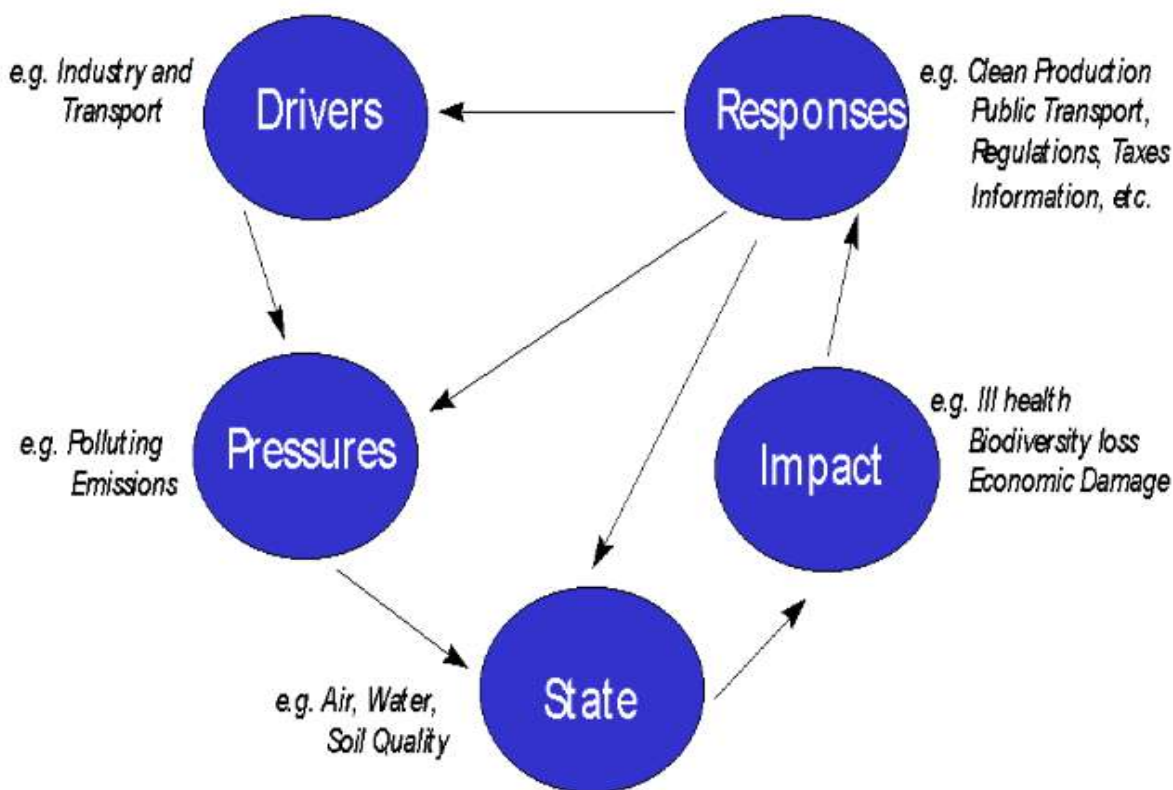 e.g. Industry and
Transport
Drivers
Responses
e.g. Clean Production
Public Transport,
Regulations, Taxes
Information, etc.
e.g. Polluting
Emissions
Pressures
Impact
e.g. Ill health
Biodiversity loss
Economic Damage
e.g. Air, Water,
Soil Quality
State